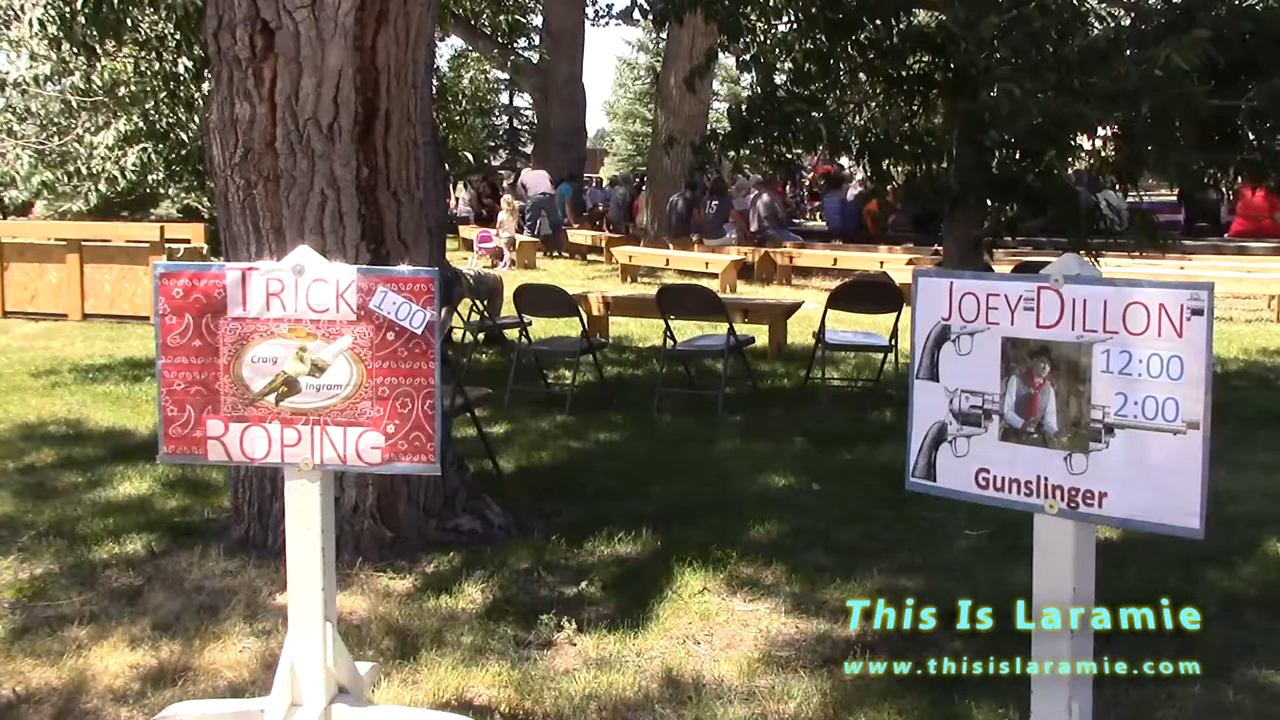 TRICK
1:00
Craig
Ingram
ROPING
JOEY DILLON
12:00
2:00
Gunslinger
15
This Is Laramie
www.thisislaramie.com